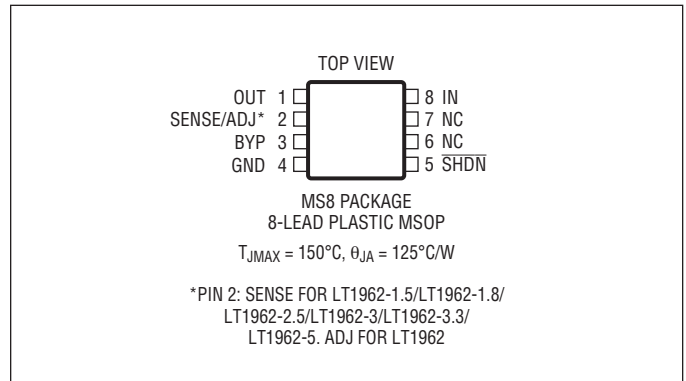 TOP VIEW
OUT 1
SENSE/ADJ* 2
BYP 3
GND 4
8 IN
7 NC
6 NC
5 SHDN
MS8 PACKAGE
8-LEAD PLASTIC MSOP
TJMAX = 150°C, θJA = 125°C/W
*PIN 2: SENSE FOR LT1962-1.5/LT1962-1.8/
LT1962-2.5/LT1962-3/LT1962-3.3/
LT1962-5. ADJ FOR LT1962